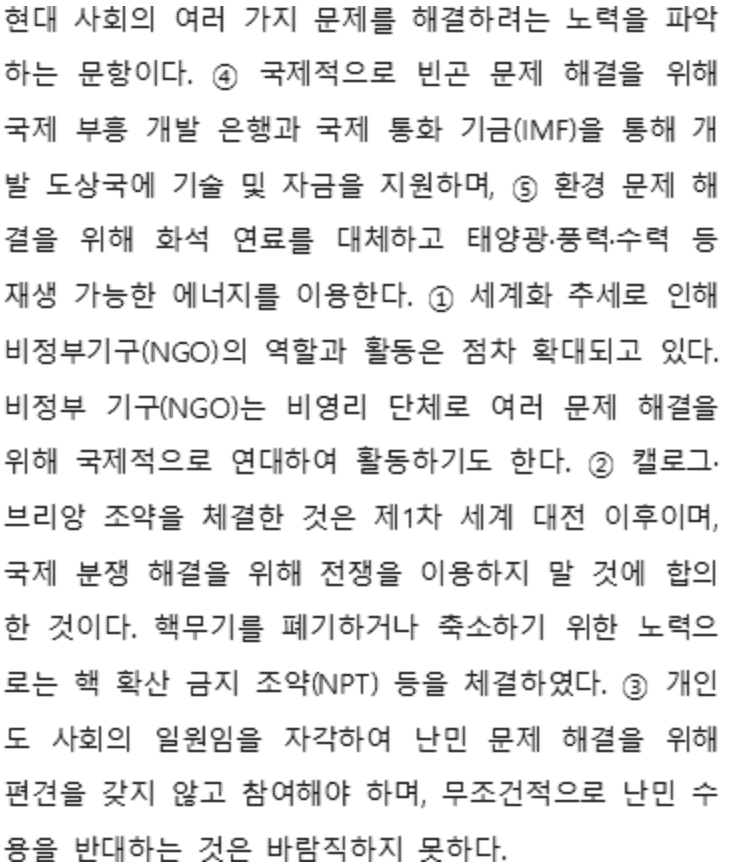 현대 사회의 여러 가지 문제를 해결하려는 노력을 파악
하는 문항이다. ④ 국제적으로 빈곤 문제 해결을 위해
국제 부흥 개발 은행과 국제 통화 기금(IMF)을 통해 개
발 도상국에 기술 및 자금을 지원하며, ⑤ 환경 문제 해
결을 위해 화석 연료를 대체하고 태양광·풍력·수력 등
재생 가능한 에너지를 이용한다. ① 세계화 추세로 인해
비정부기구(NGO)의 역할과 활동은 점차 확대되고 있다.
비정부 기구(NGO)는 비영리 단체로 여러 문제 해결을
위해 국제적으로 연대하여 활동하기도 한다. ② 캘로그·
브리앙 조약을 체결한 것은 제1차 세계 대전 이후이며,
국제 분쟁 해결을 위해 전쟁을 이용하지 말 것에 합의
한 것이다. 핵무기를 폐기하거나 축소하기 위한 노력으
로는 핵 확산 금지 조약(NPT) 등을 체결하였다. ③ 개인
도 사회의 일원임을 자각하여 난민 문제 해결을 위해
편견을 갖지 않고 참여해야 하며, 무조건적으로 난민 수
용을 반대하는 것은 바람직하지 못하다.